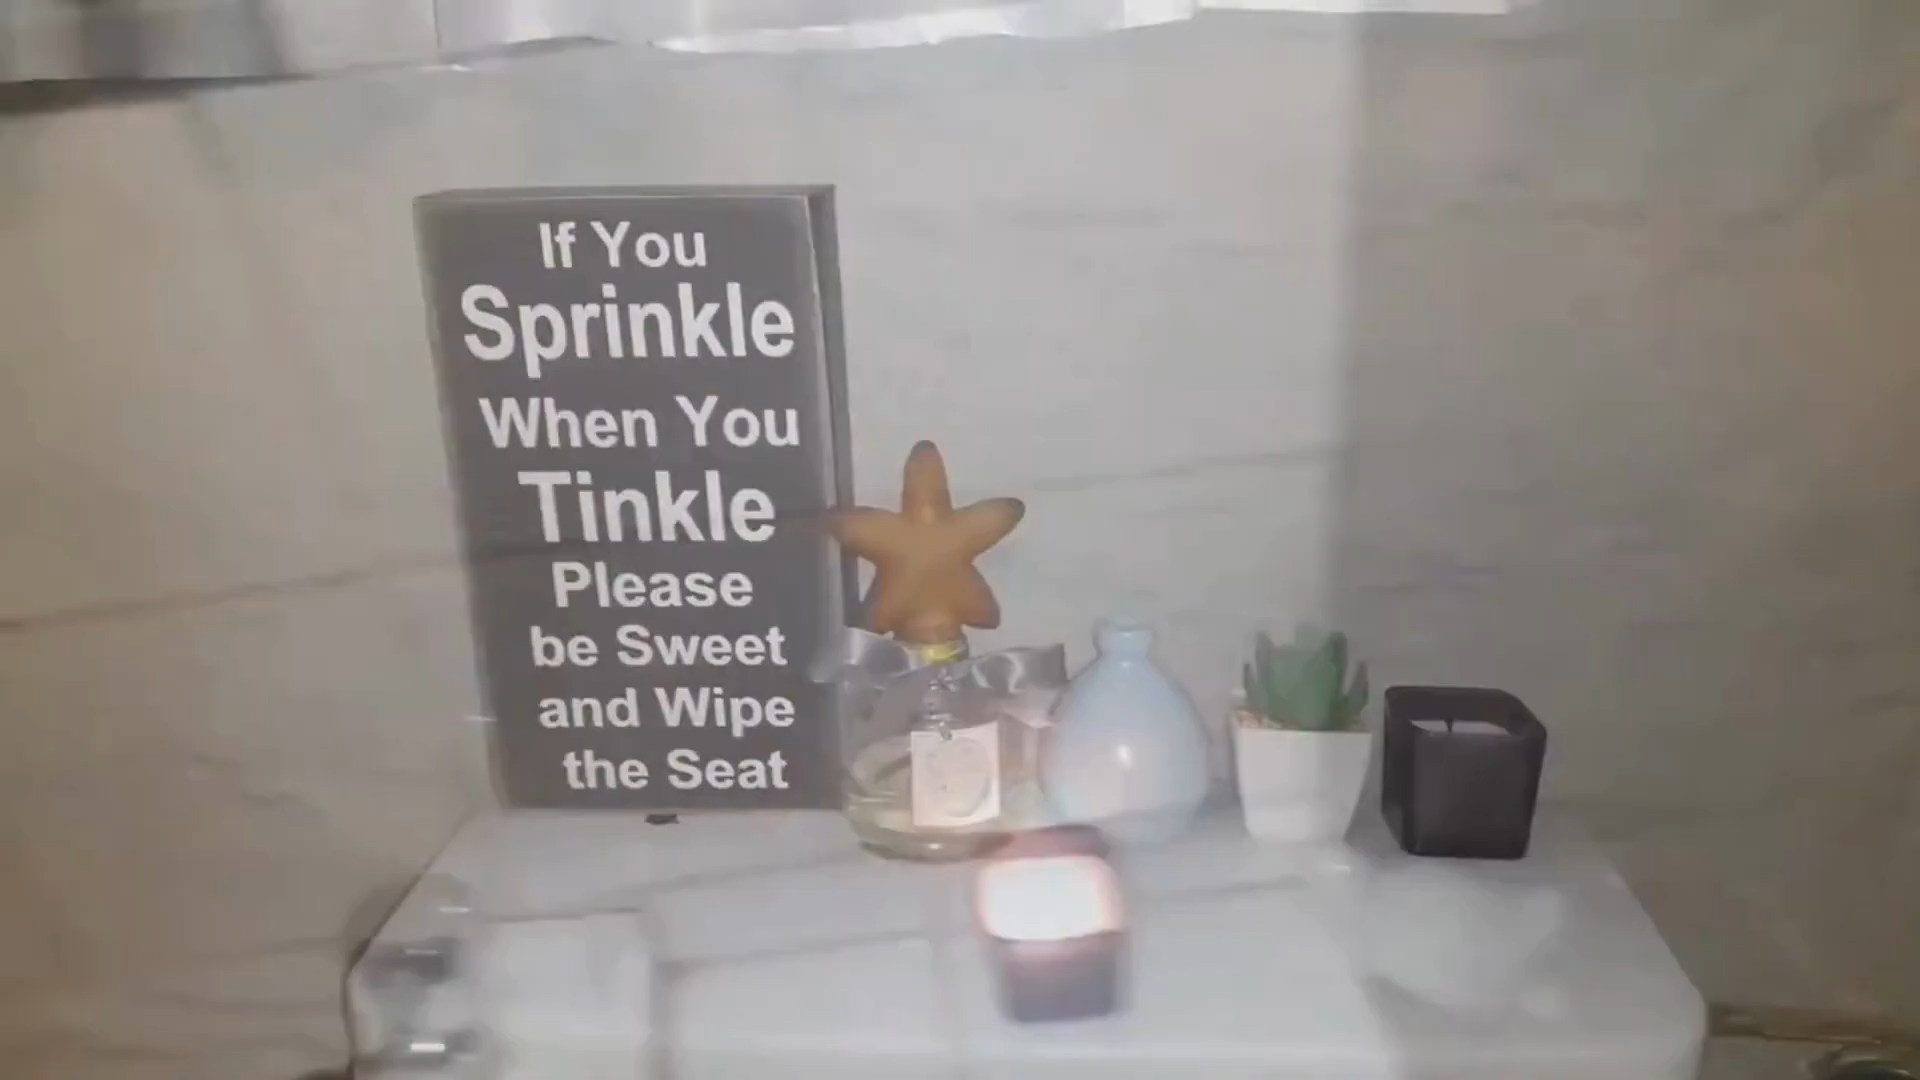 If You
Sprinkle
When You
Tinkle
Please
be Sweet
and Wipe
the Seat